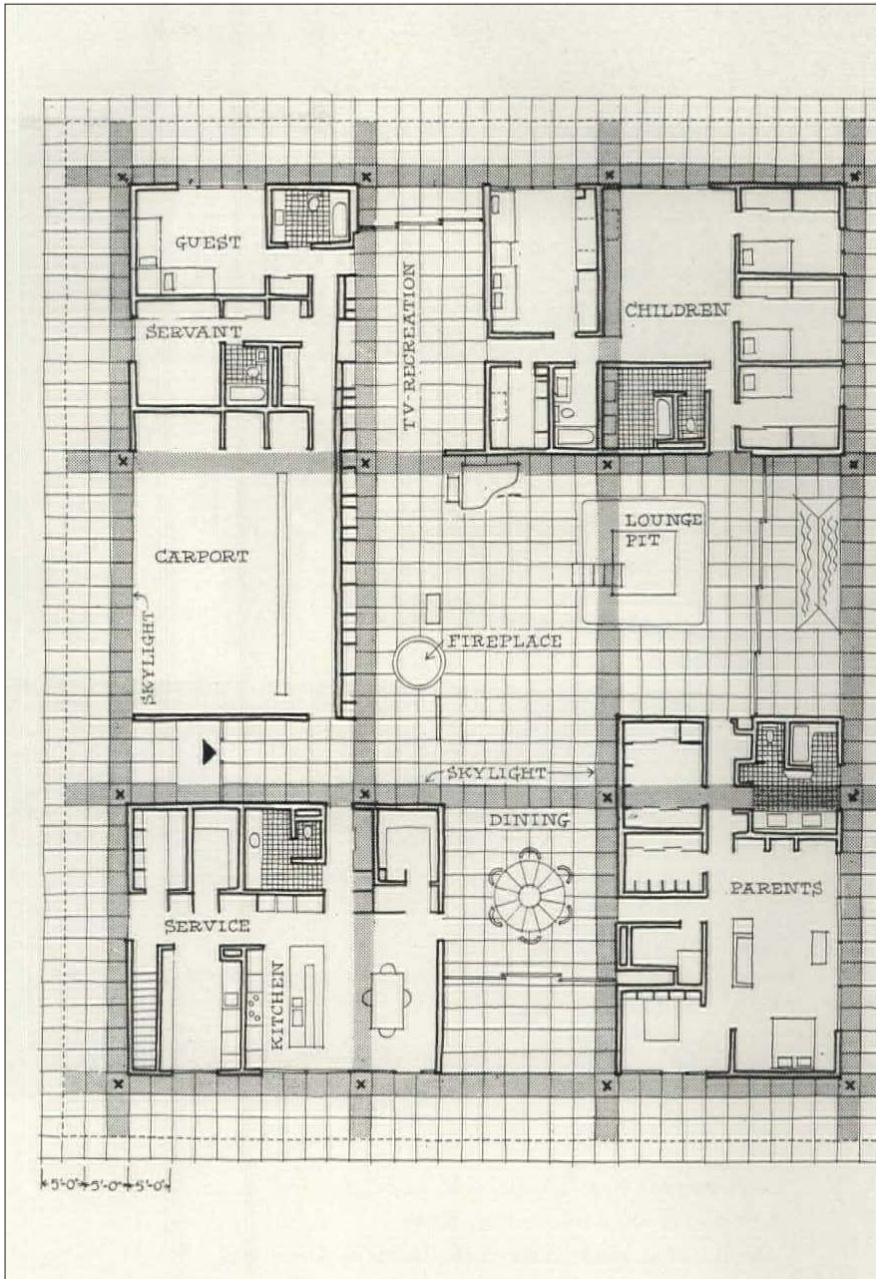 GUEST
SERVANT
TV-RECREATION
CHILDREN
CARPORT
LOUNGE
PIT
SKYLIGHT
FIREPLACE
SKYLIGHT
DINING
SERVICE
KITCHEN
PARENTS
5'-0" 5'-0" 5'-0"